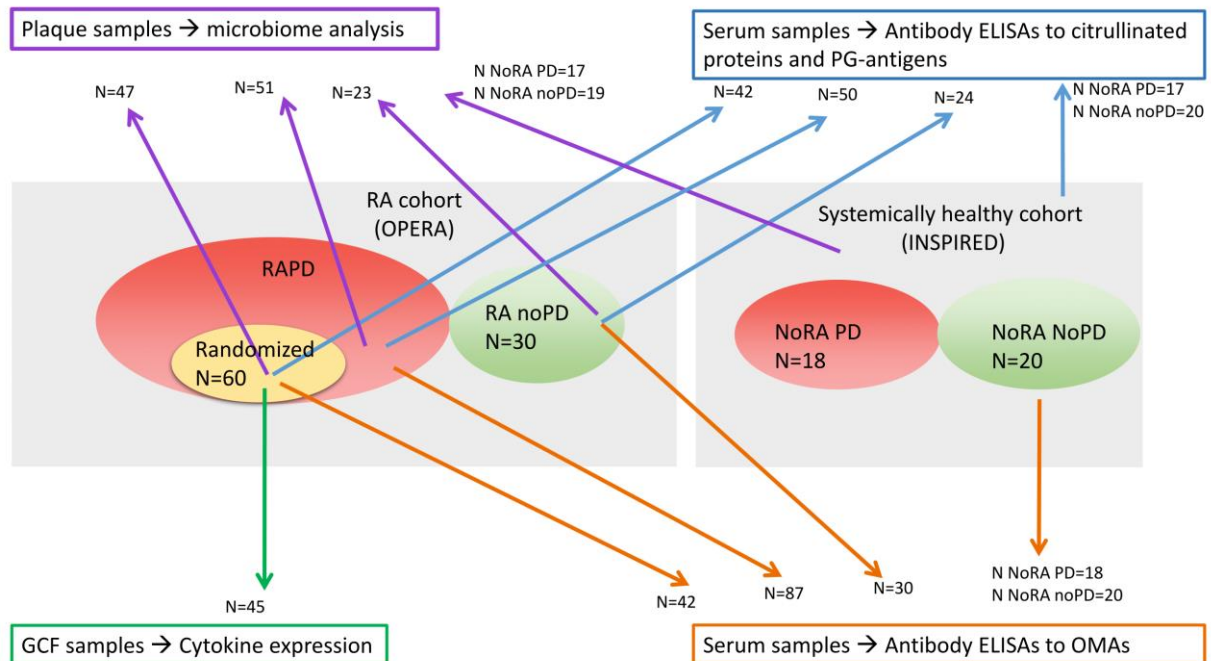 Plaque samples → microbiome analysis
Serum samples → Antibody ELISAs to citrullinated
proteins and PG-antigens
N=47
N=51
N=23
N NoRA PD=17
N NoRA noPD=19
N=42
N=50
N=24
N NoRA PD=17
N NoRA noPD=20
RA cohort
(OPERA)
Systemically healthy cohort
(INSPIRED)
RAPD
Randomized
N=60
RA noPD
N=30
NoRA PD
N=18
NoRA NoPD
N=20
N=45
N=42
N=87
N=30
N NoRA PD=18
N NoRA noPD=20
GCF samples → Cytokine expression
Serum samples → Antibody ELISAs to OMAs